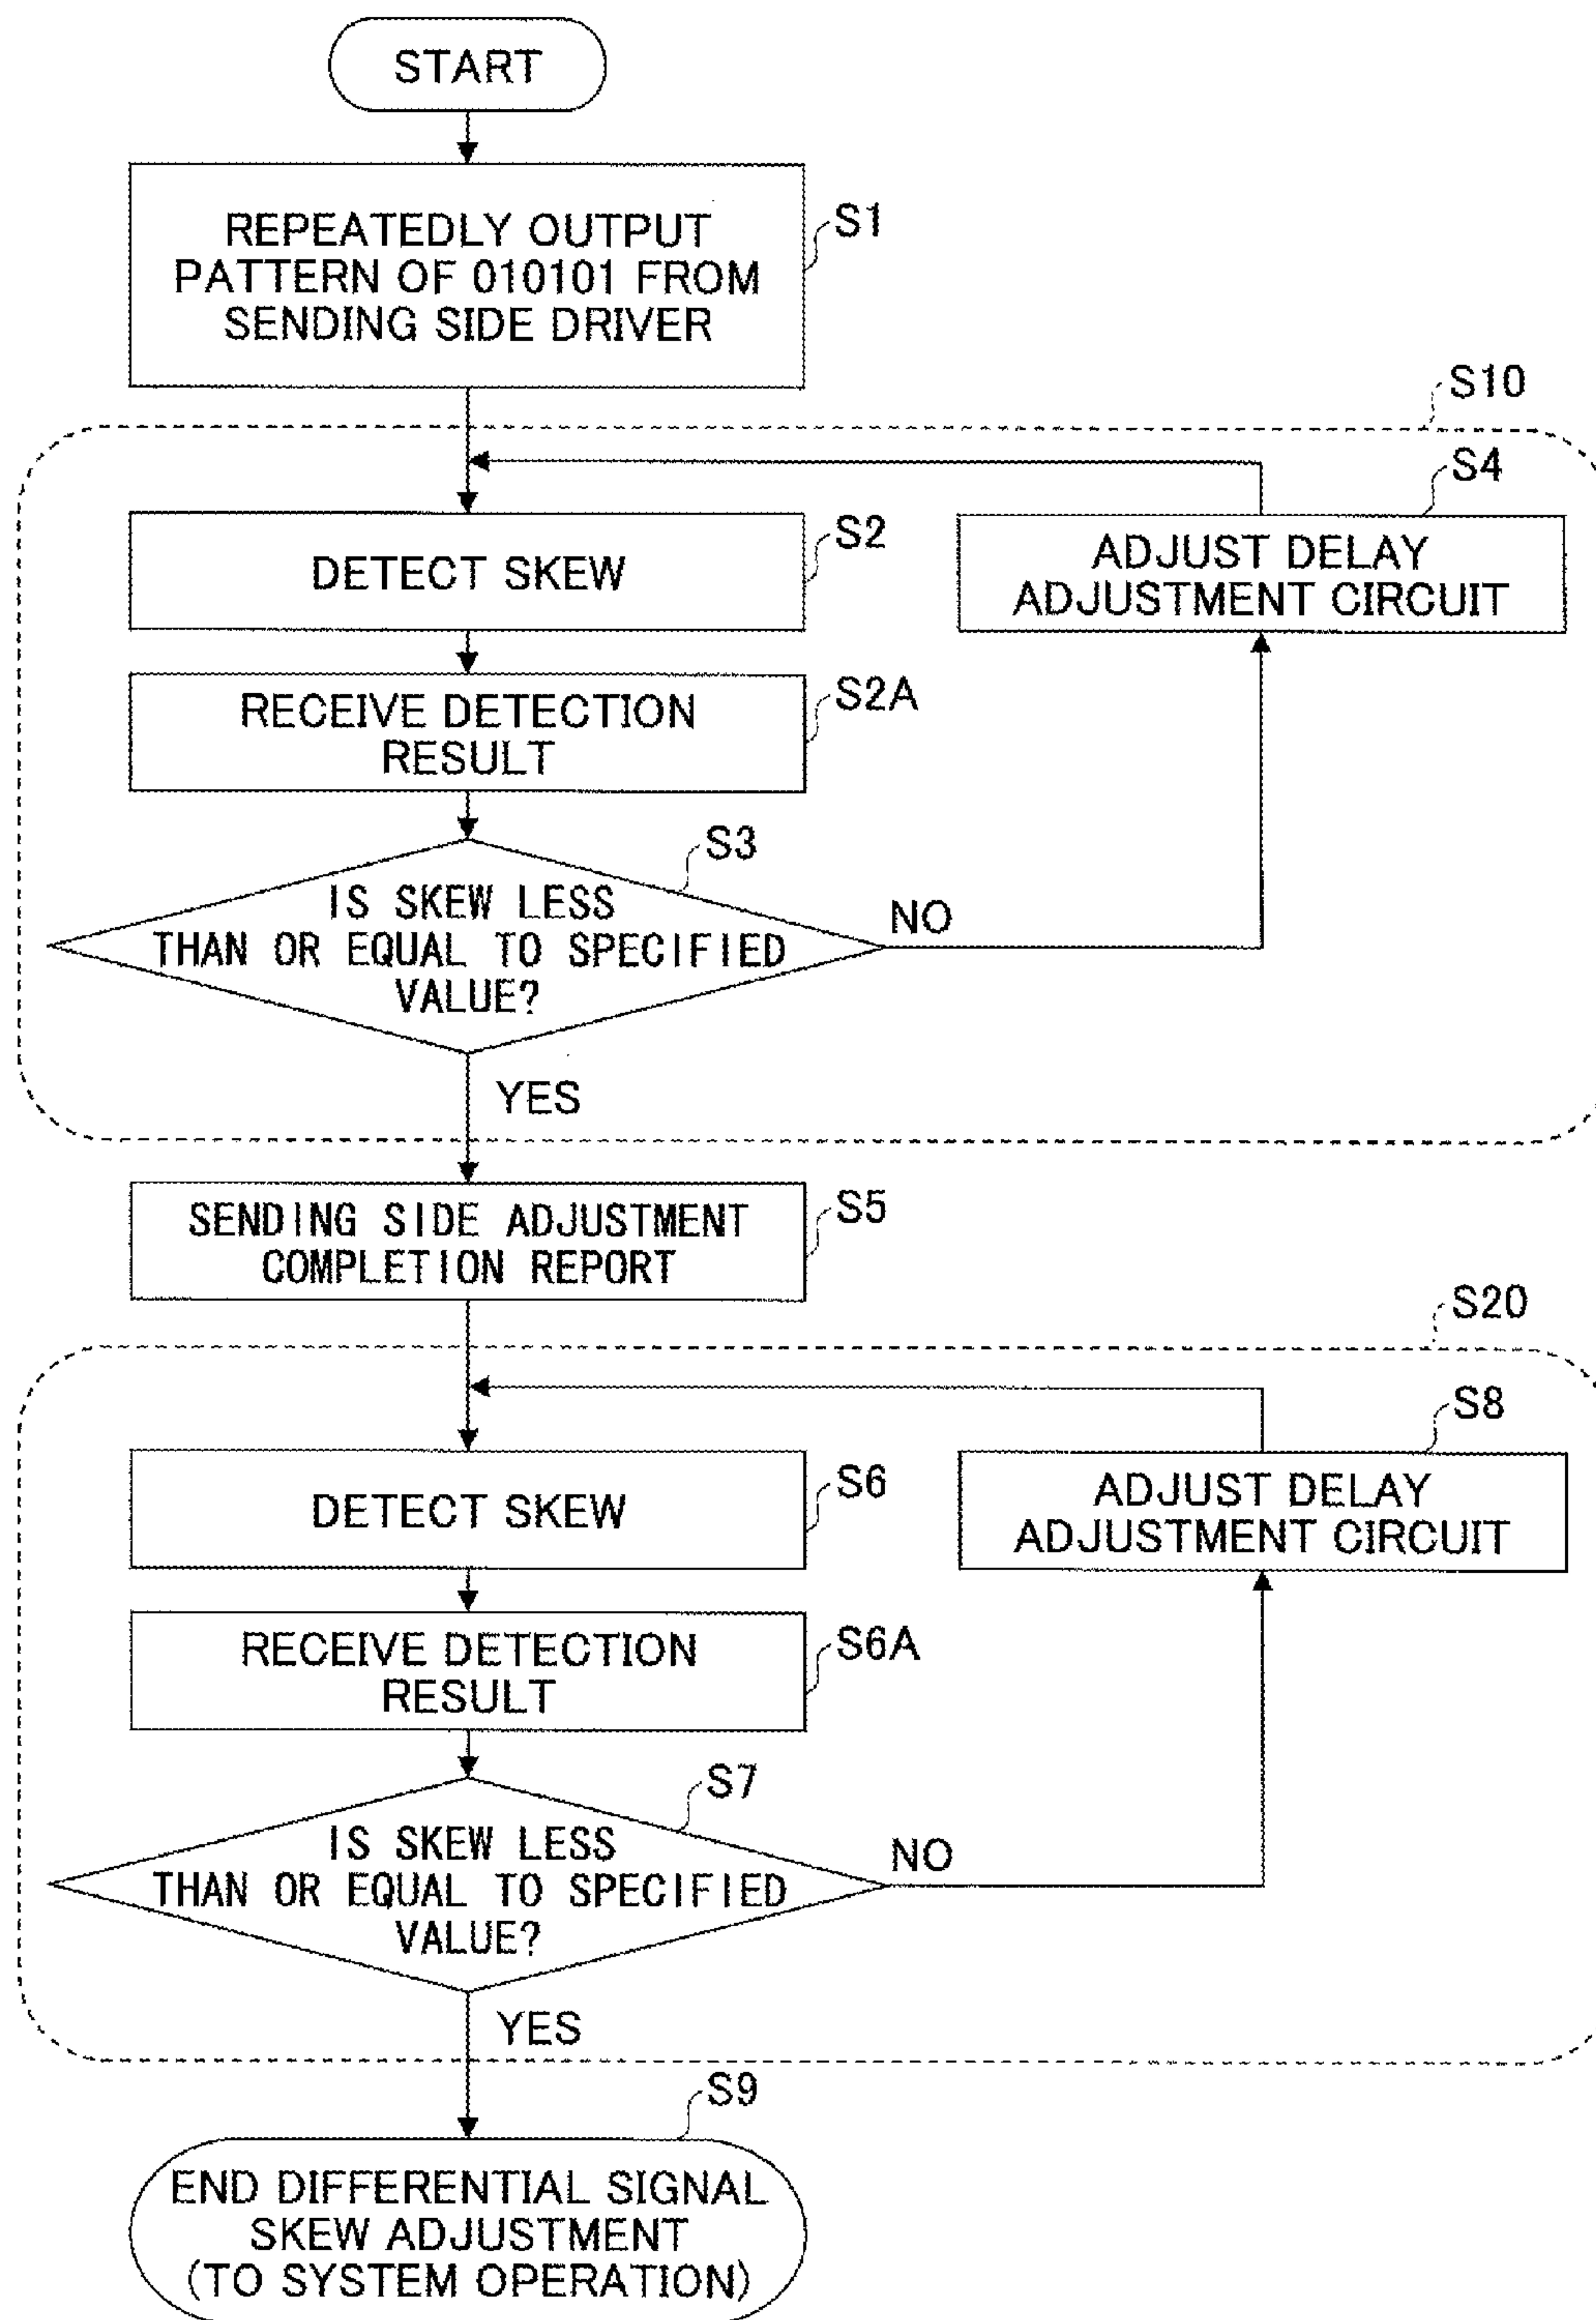 START
REPEATEDLY OUTPUT
PATTERN OF 010101 FROM
SENDING SIDE DRIVER
S1
S10
S4
ADJUST DELAY
ADJUSTMENT CIRCUIT
S2
DETECT SKEW
S2A
RECEIVE DETECTION
RESULT
S3
IS SKEW LESS
THAN OR EQUAL TO SPECIFIED
VALUE?
NO
YES
SENDING SIDE ADJUSTMENT
COMPLETION REPORT
S5
S20
S8
ADJUST DELAY
ADJUSTMENT CIRCUIT
S6
DETECT SKEW
S6A
RECEIVE DETECTION
RESULT
S7
IS SKEW LESS
THAN OR EQUAL TO SPECIFIED
VALUE?
NO
YES
S9
END DIFFERENTIAL SIGNAL
SKEW ADJUSTMENT
(TO SYSTEM OPERATION)